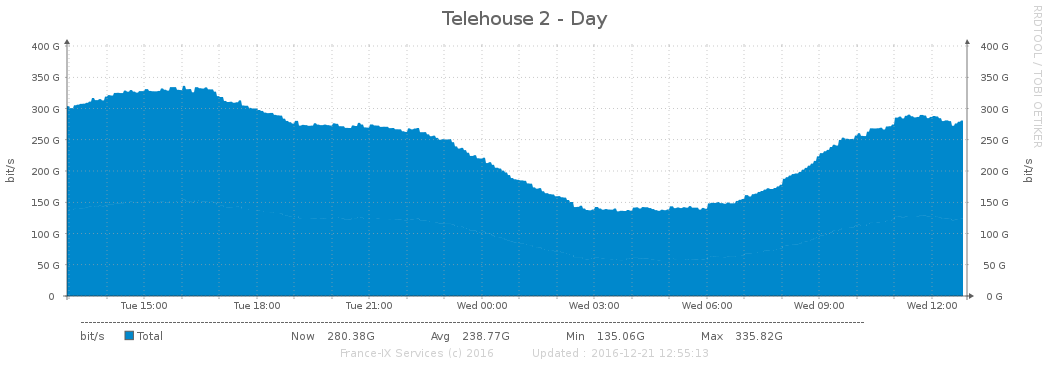 Telehouse 2 - Day
RRDTOOL / TOBI OETIKER
bit/s
400 G
350 G
300 G
250 G
200 G
150 G
100 G
50 G
0
400 G
350 G
300 G
250 G
200 G
150 G
100 G
50 G
0 G
bit/s
Tue 15:00 Tue 18:00 Tue 21:00 Wed 00:00 Wed 03:00 Wed 06:00 Wed 09:00 Wed 12:00
bit/s Total Now 280.38G Avg 238.77G Min 135.06G Max 335.82G
France-IX Services (c) 2016 Updated : 2016-12-21 12:55:13